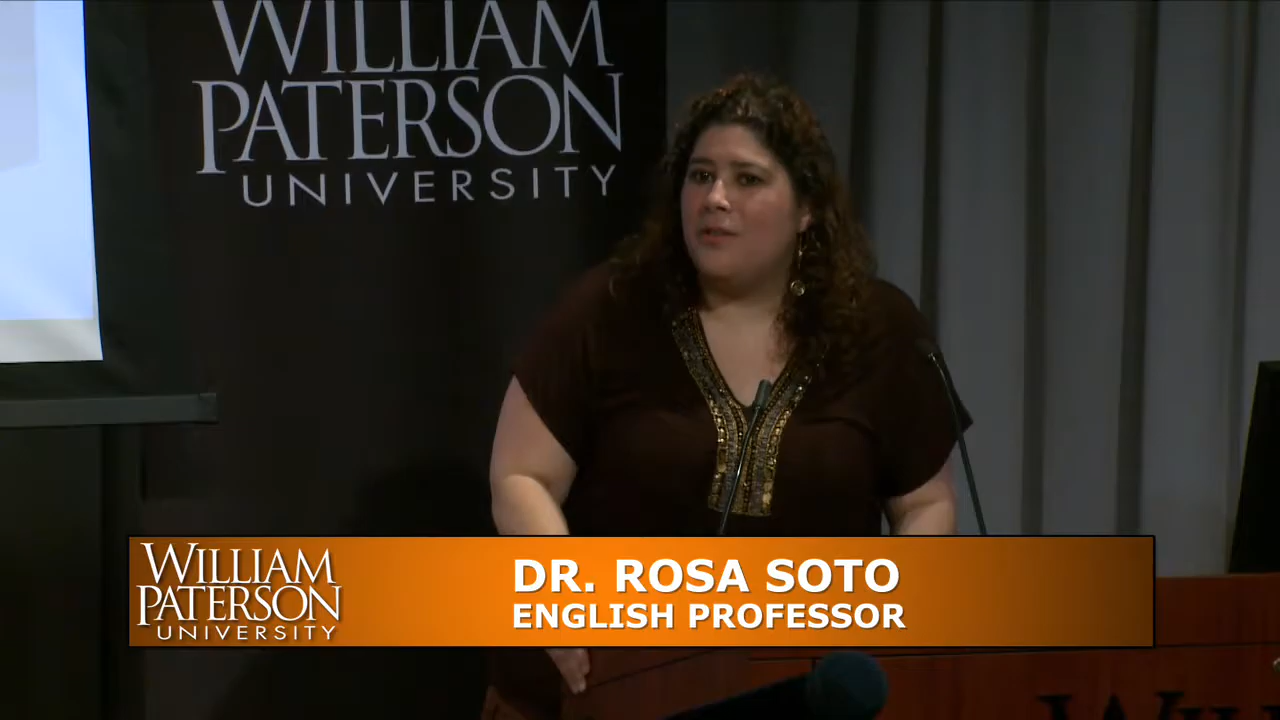 WILLIAM
PATERSON
UNIVERSITY
WILLIAM
PATERSON
UNIVERSITY
DR. ROSA SOTO
ENGLISH PROFESSOR